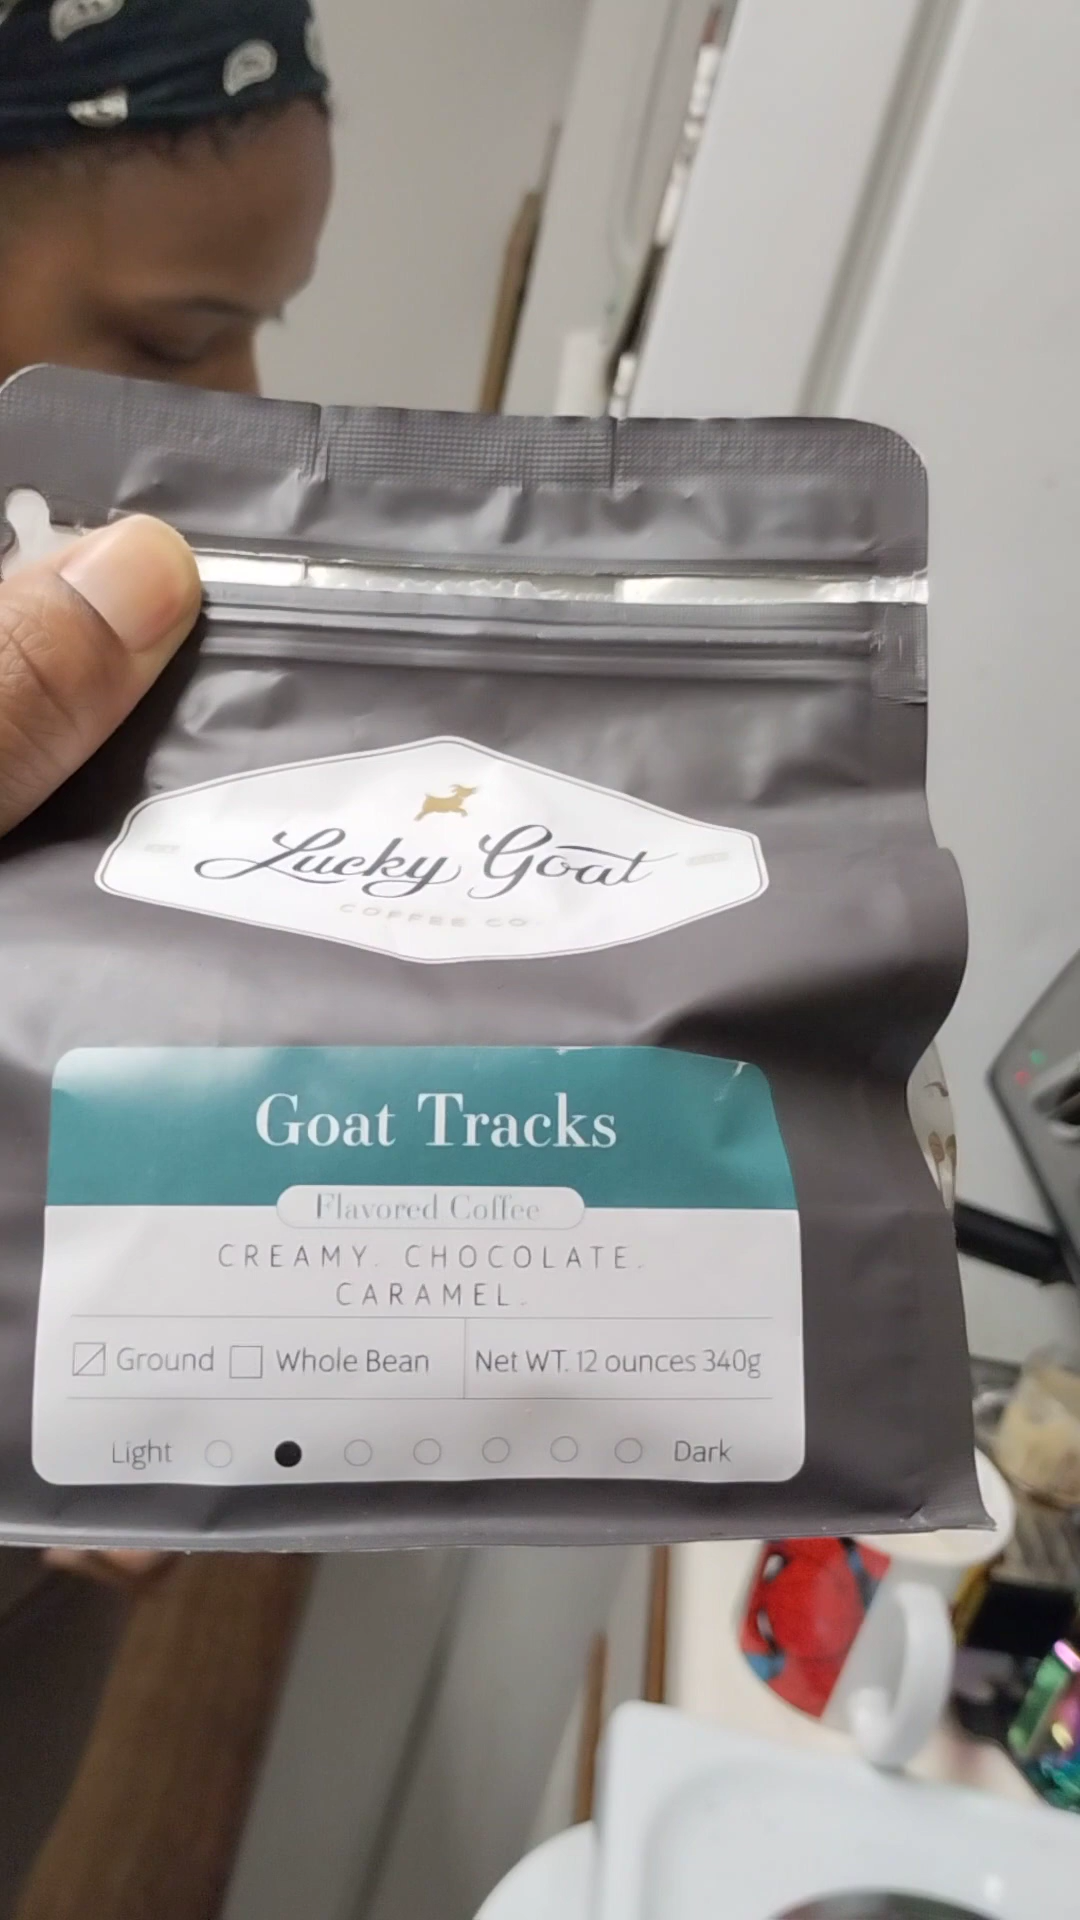 Lucky Goat
COFFEE CO.
Goat Tracks
Flavored Coffee
CREAMY. CHOCOLATE.
CARAMEL.
Ground Whole Bean Net WT. 12 ounces 340g
Light Dark